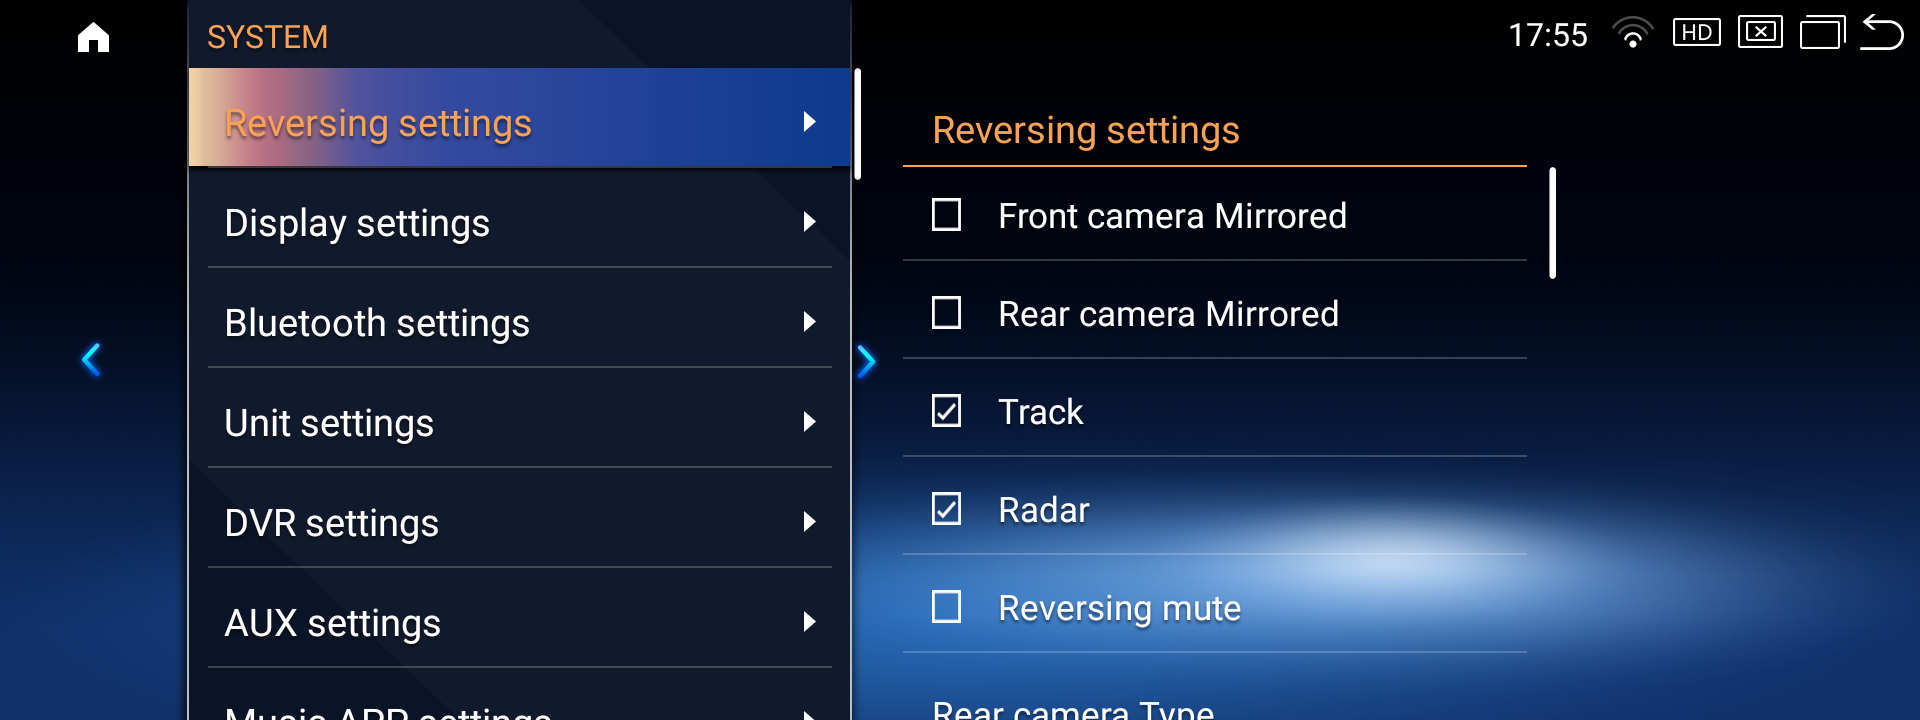 17:55
HD
SYSTEM
Reversing settings
Display settings
Bluetooth settings
Unit settings
DVR settings
AUX settings
Music APP settings
Reversing settings
Front camera Mirrored
Rear camera Mirrored
Track
Radar
Reversing mute
Rear camera Type